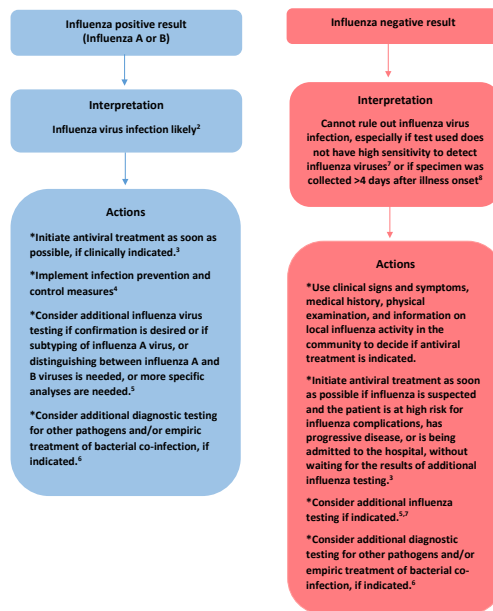 Influenza positive result
(Influenza A or B)
Interpretation
Influenza virus infection likely²
Actions
*Initiate antiviral treatment as soon as
possible, if clinically indicated.³
*Implement infection prevention and
control measures⁴
*Consider additional influenza virus
testing if confirmation is desired or if
subtyping of influenza A virus, or
distinguishing between influenza A and
B viruses is needed, or more specific
analyses are needed.⁵
*Consider additional diagnostic testing
for other pathogens and/or empiric
treatment of bacterial co-infection, if
indicated.⁶
Influenza negative result
Interpretation
Cannot rule out influenza virus
infection, especially if test used does
not have high sensitivity to detect
influenza viruses⁷ or if specimen was
collected >4 days after illness onset⁸
Actions
*Use clinical signs and symptoms,
medical history, physical
examination, and information on
local influenza activity in the
community to decide if antiviral
treatment is indicated.
*Initiate antiviral treatment as soon
as possible if influenza is suspected
and the patient is at high risk for
influenza complications, has
progressive disease, or is being
admitted to the hospital, without
waiting for the results of additional
influenza testing.³
*Consider additional influenza
testing if indicated.⁵,⁷
*Consider additional diagnostic
testing for other pathogens and/or
empiric treatment of bacterial co-
infection, if indicated.⁶